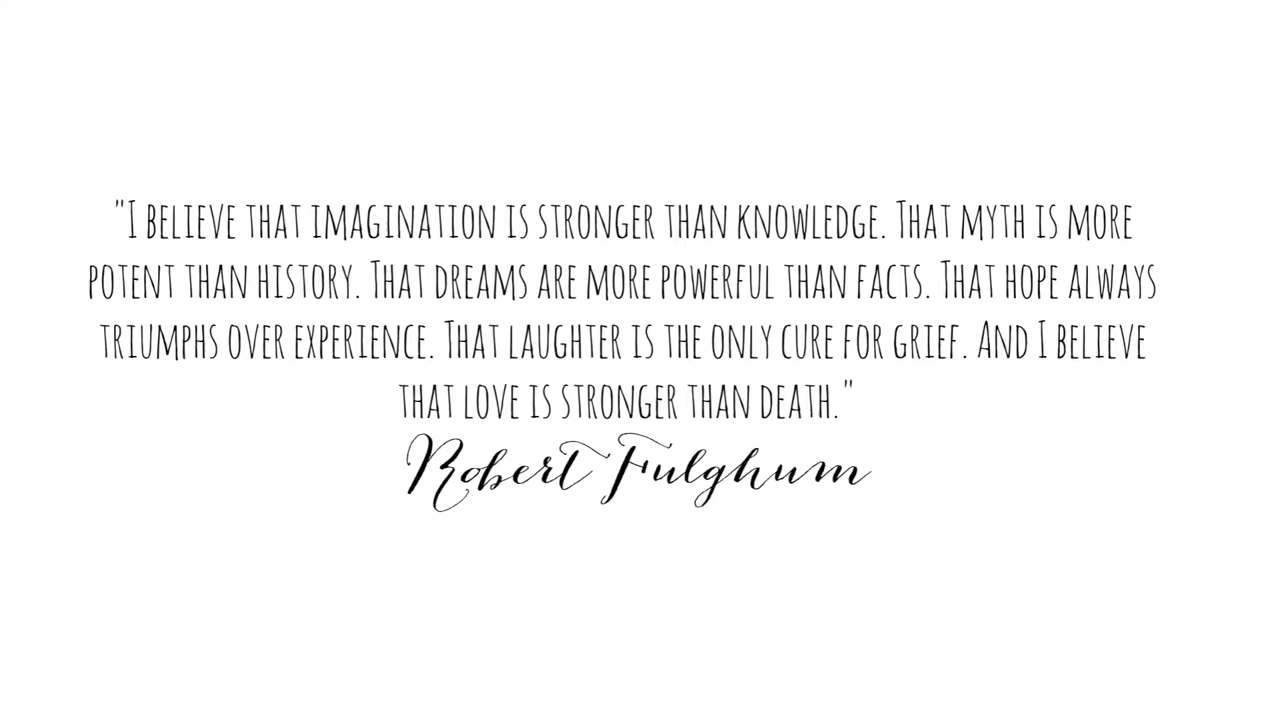 "I believe that imagination is stronger than knowledge. That myth is more
potent than history. That dreams are more powerful than facts. That hope always
triumphs over experience. That laughter is the only cure for grief. And I believe
that love is stronger than death."
Robert Fulghum